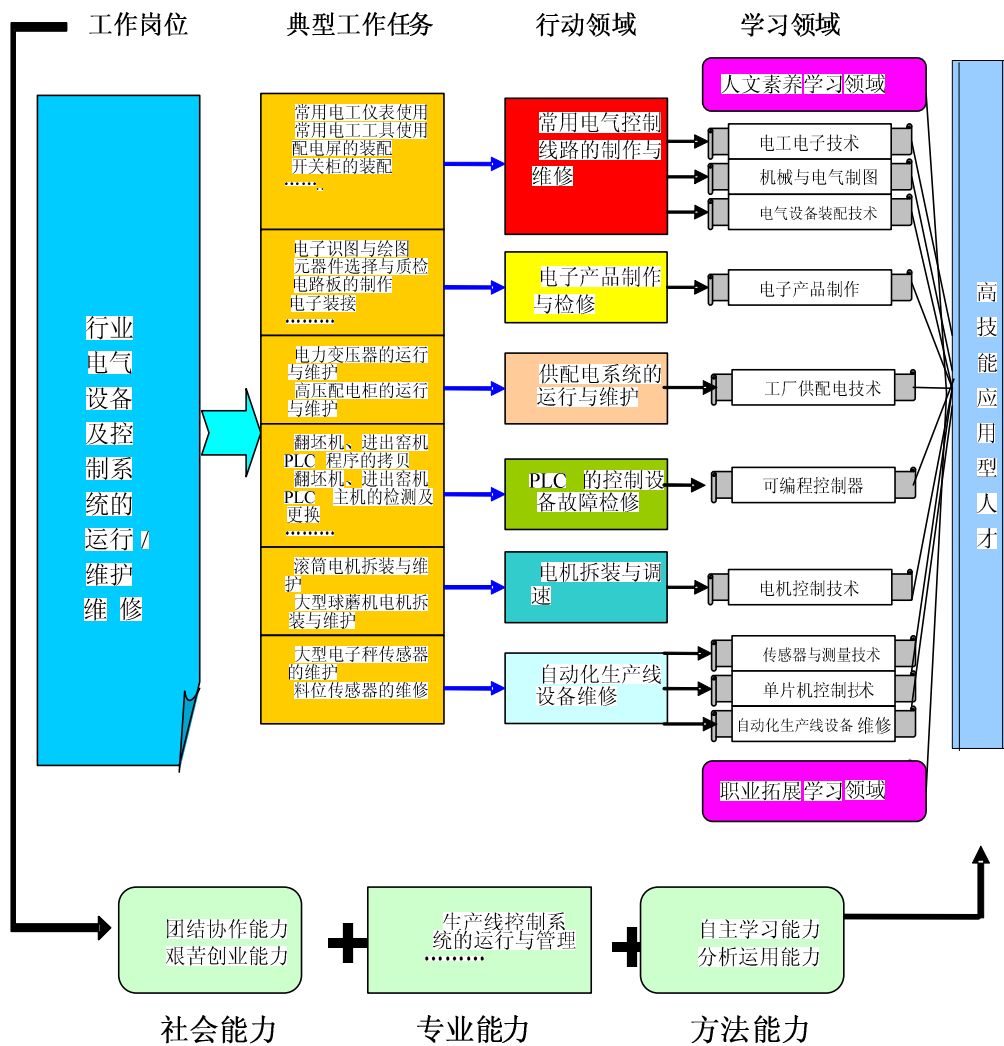 工作岗位
典型工作任务
行动领域
学习领域
行业
电气
设备
及控
制系
统的
运行 /
维护
维 修
常用电工仪表使用
常用电工工具使用
配电屏的装配
开关柜的装配
……．
电子识图与绘图
元器件选择与质检
电路板的制作
电子装接
………
电力变压器的运行
与维护
高压配电柜的运行
与维护
翻坯机、进出窑机
PLC 程序的拷贝
翻坯机、进出窑机
PLC 主机的检测及
更换
………
滚筒电机拆装与维
护
大型球蘑机电机拆
装与维护
大型电子秤传感器
的维护
料位传感器的维修
常用电气控制
线路的制作与
维修
电子产品制作
与检修
供配电系统的
运行与维护
PLC 的控制设
备故障检修
电机拆装与调
速
自动化生产线
设备维修
人文素养学习领域
电工电子技术
机械与电气制图
电气设备装配技术
电子产品制作
工厂供配电技术
可编程控制器
电机控制技术
传感器与测量技术
单片机控制技术
自动化生产线设备 维修
职业拓展学习领域
高
技
能
应
用
型
人
才
团结协作能力
艰苦创业能力
生产线控制系
统的运行与管理
………
自主学习能力
分析运用能力
社会能力
专业能力
方法能力